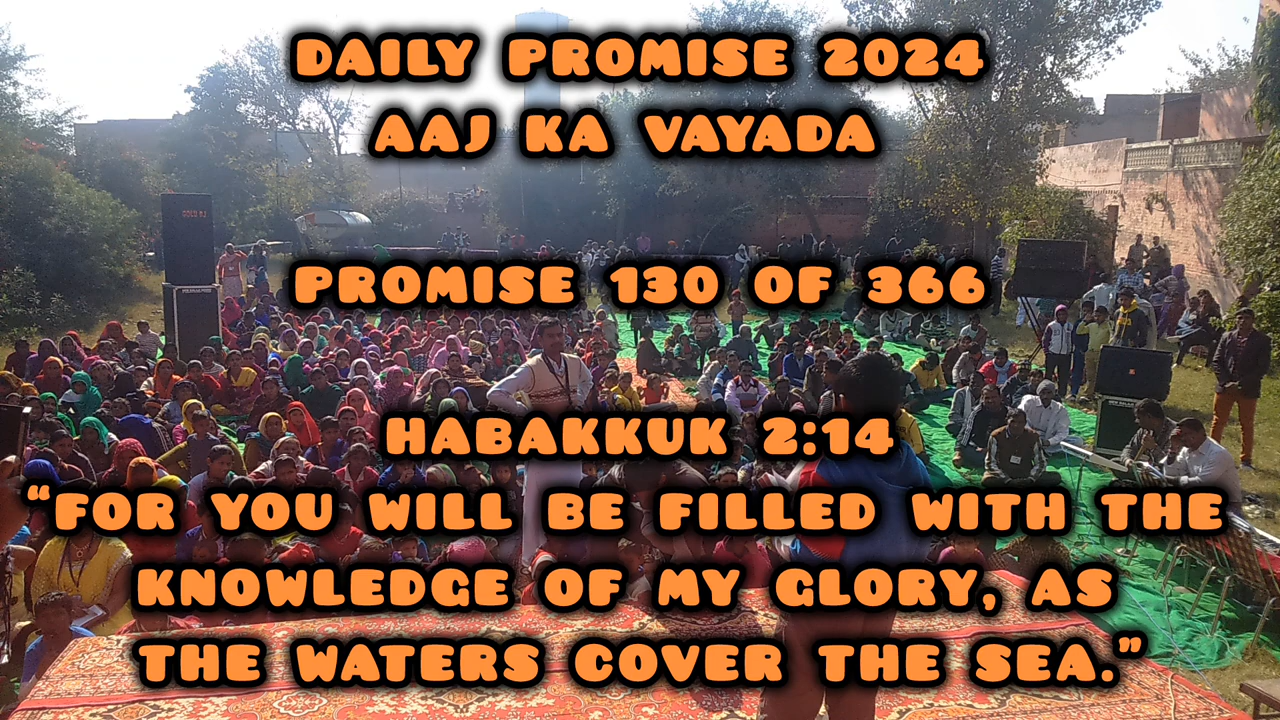 DAILY PROMISE 2024
AAJ KA VAYADA
PROMISE 130 OF 366
HABAKKUK 2:14
“FOR YOU WILL BE FILLED WITH THE
KNOWLEDGE OF MY GLORY, AS
THE WATERS COVER THE SEA.”